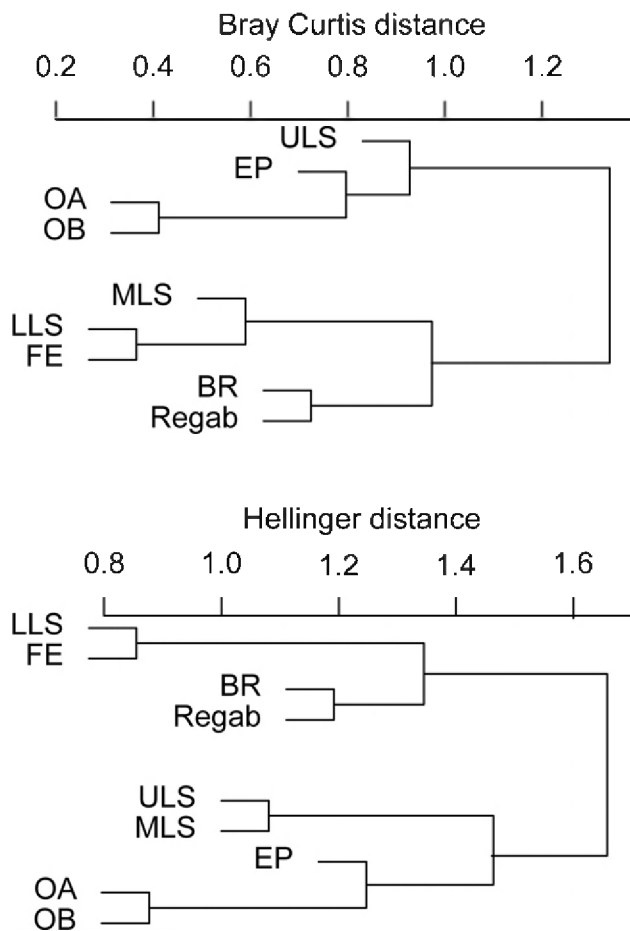 Bray Curtis distance
0.2 0.4 0.6 0.8 1.0 1.2
ULS
EP
OA
OB
MLS
LLS
FE
BR
Regab
Hellinger distance
0.8 1.0 1.2 1.4 1.6
LLS
FE
BR
Regab
ULS
MLS
EP
OA
OB